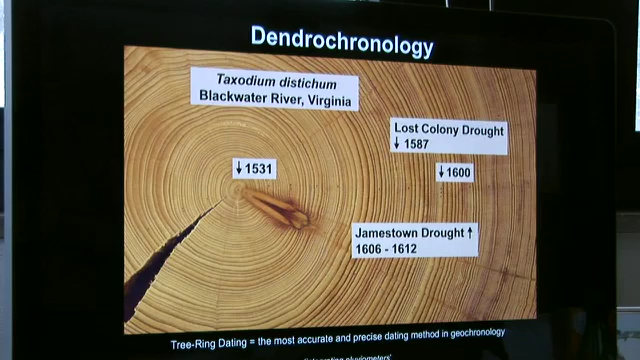 Dendrochronology
Taxodium distichum
Blackwater River, Virginia
Lost Colony Drought
↓ 1587
↓ 1531
↓ 1600
Jamestown Drought ↑
1606 - 1612
Tree-Ring Dating = the most accurate and precise dating method in geochronology
pluviometers'